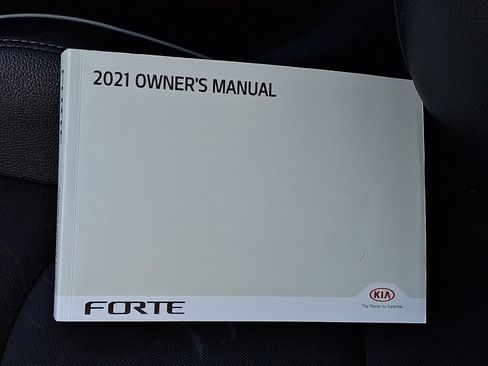 2021 OWNER'S MANUAL
FORTE
KIA
The Power to Surprise